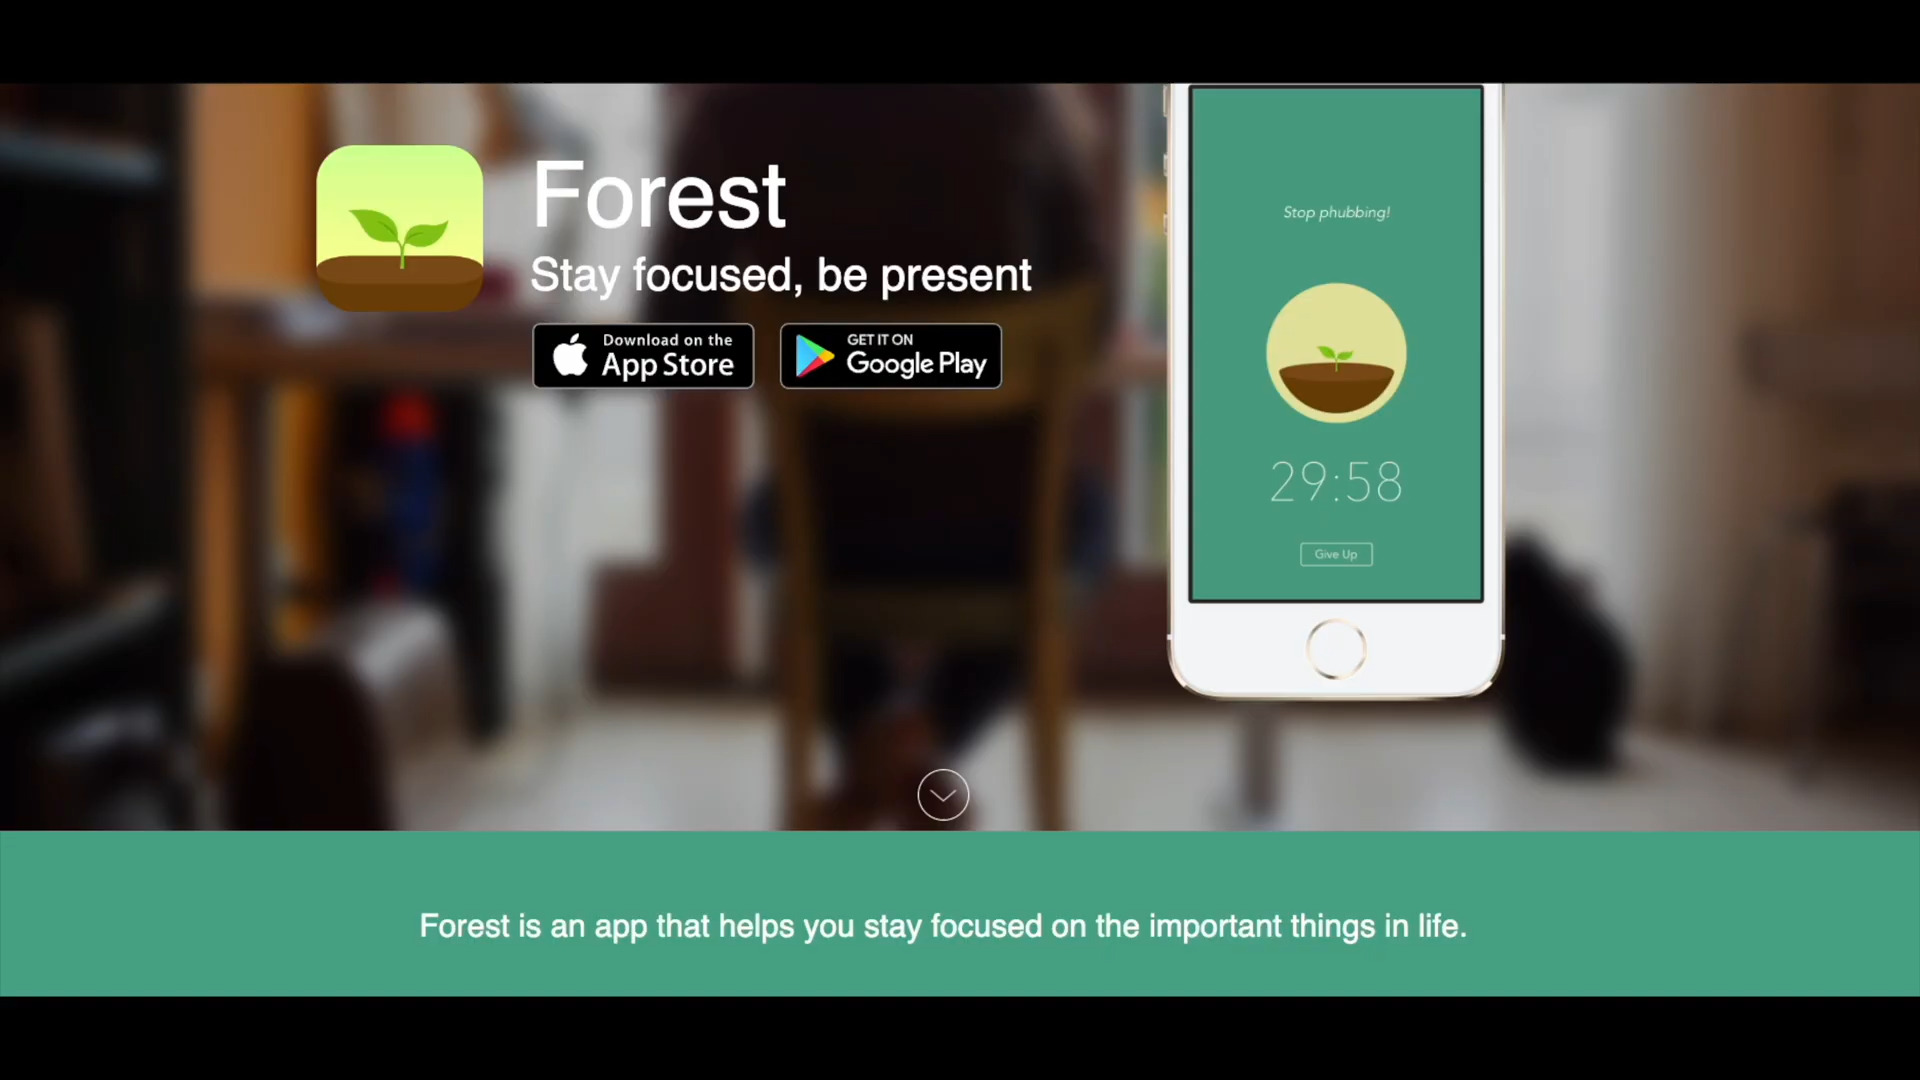 Forest
Stay focused, be present
Download on the
App Store
GET IT ON
Google Play
Stop phubbing!
29:58
Give Up
Forest is an app that helps you stay focused on the important things in life.